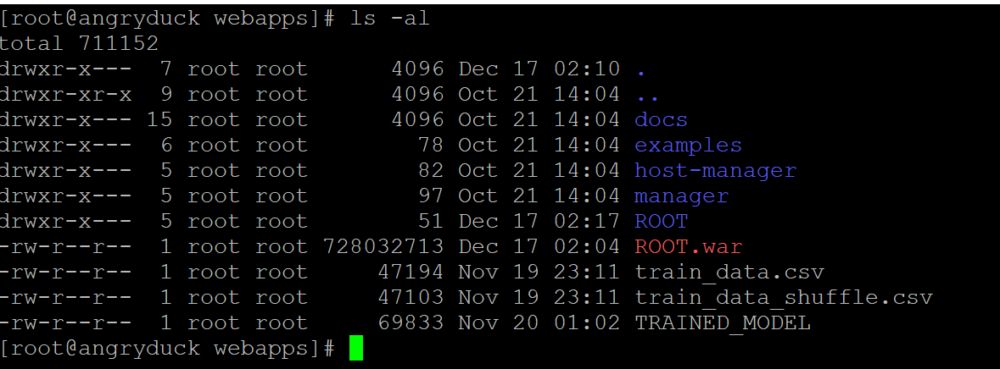 [root@angryduck webapps]# ls -al
total 711152
drwxr-x---  7 root root      4096 Dec 17 02:10 .
drwxr-xr-x  9 root root      4096 Oct 21 14:04 ..
drwxr-x--- 15 root root      4096 Oct 21 14:04 docs
drwxr-x---  6 root root        78 Oct 21 14:04 examples
drwxr-x---  5 root root        82 Oct 21 14:04 host-manager
drwxr-x---  5 root root        97 Oct 21 14:04 manager
drwxr-x---  5 root root        51 Dec 17 02:17 ROOT
-rw-r--r--  1 root root 728032713 Dec 17 02:04 ROOT.war
-rw-r--r--  1 root root     47194 Nov 19 23:11 train_data.csv
-rw-r--r--  1 root root     47103 Nov 19 23:11 train_data_shuffle.csv
-rw-r--r--  1 root root     69833 Nov 20 01:02 TRAINED_MODEL
[root@angryduck webapps]#